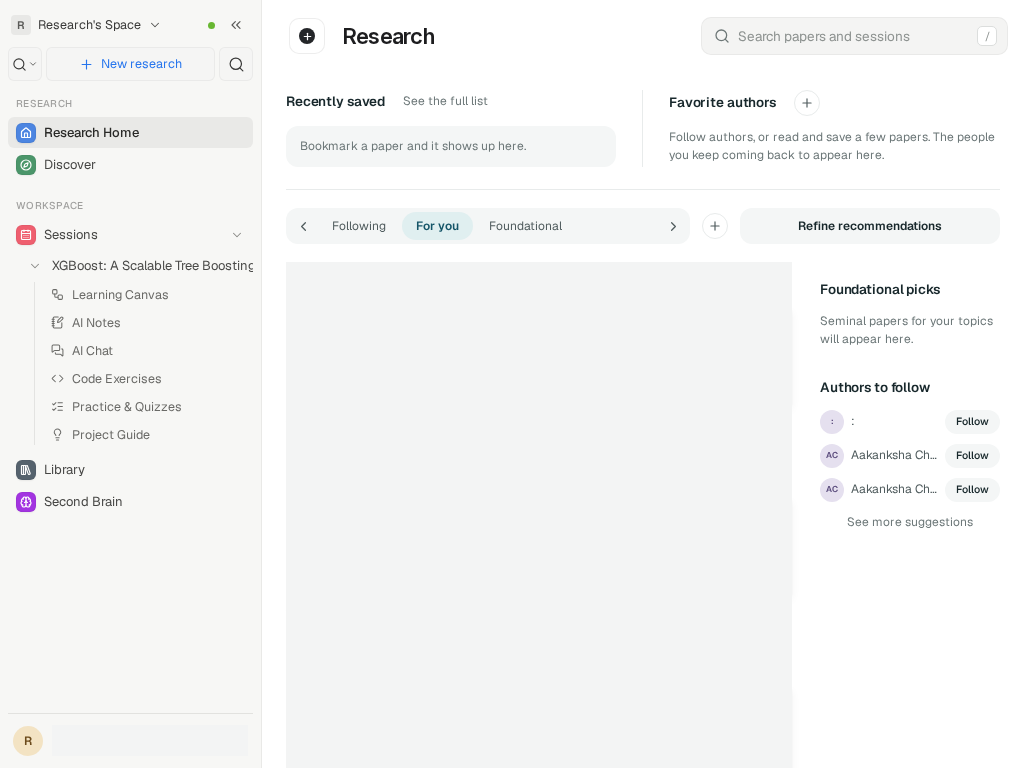 R Research's Space
New research
RESEARCH
Research Home
Discover
WORKSPACE
Sessions
XGBoost: A Scalable Tree Boosting
Learning Canvas
AI Notes
AI Chat
Code Exercises
Practice & Quizzes
Project Guide
Library
Second Brain
R
Research
Search papers and sessions /
Recently saved See the full list
Bookmark a paper and it shows up here.
Favorite authors
Follow authors, or read and save a few papers. The people
you keep coming back to appear here.
Following For you Foundational
Refine recommendations
Foundational picks
Seminal papers for your topics
will appear here.
Authors to follow
: : Follow
AC Aakanksha Ch... Follow
AC Aakanksha Ch... Follow
See more suggestions